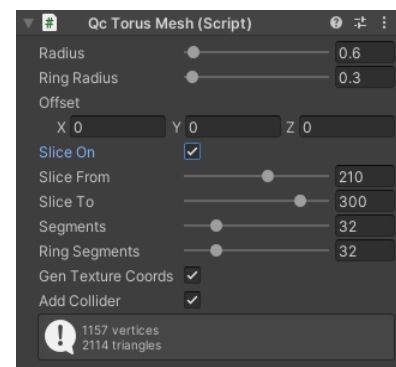 # Qc Torus Mesh (Script)
Radius 0.6
Ring Radius 0.3
Offset
X 0 Y 0 Z 0
Slice On
Slice From 210
Slice To 300
Segments 32
Ring Segments 32
Gen Texture Coords
Add Collider
1157 vertices
2114 triangles